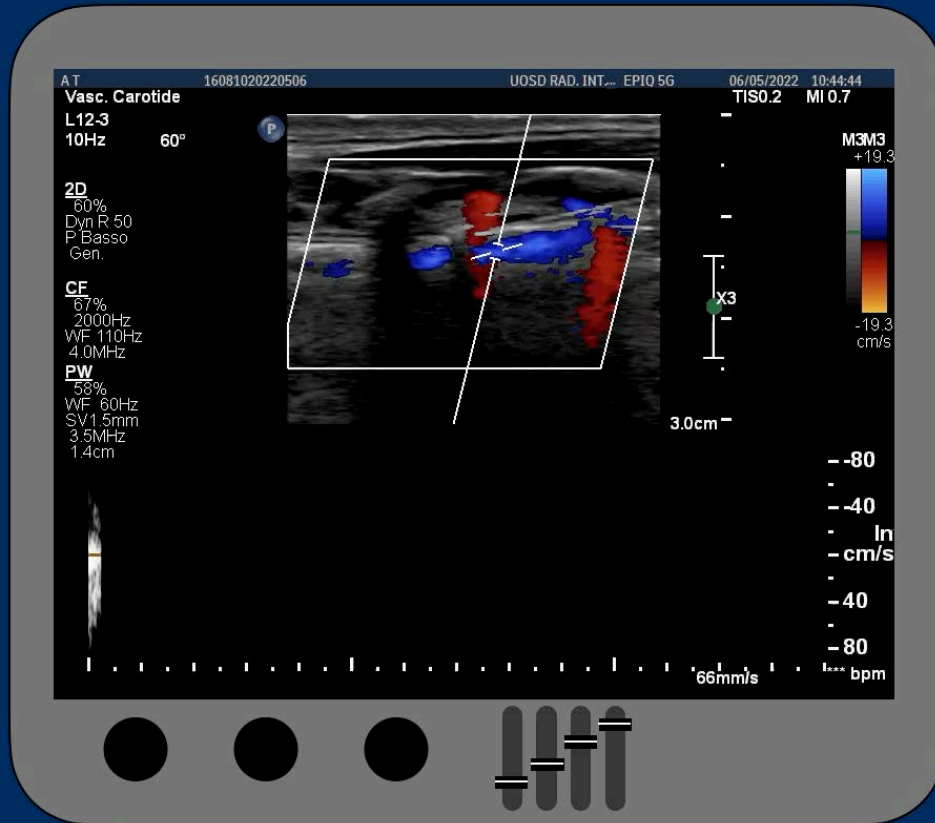 A T 16081020220506 UOSD RAD. INT... EPIQ 5G 06/05/2022 10:44:44
Vasc. Carotide TIS0.2 MI 0.7
L12-3
10Hz 60°
P
M3M3
+19.3
2D
60%
Dyn R 50
P Basso
Gen.
CF
67%
2000Hz
WF 110Hz
4.0MHz
X3
-19.3
cm/s
PW
58%
WF 60Hz
SV1.5mm
3.5MHz
1.4cm
3.0cm
-80
-40
In
cm/s
40
80
66mm/s
*** bpm